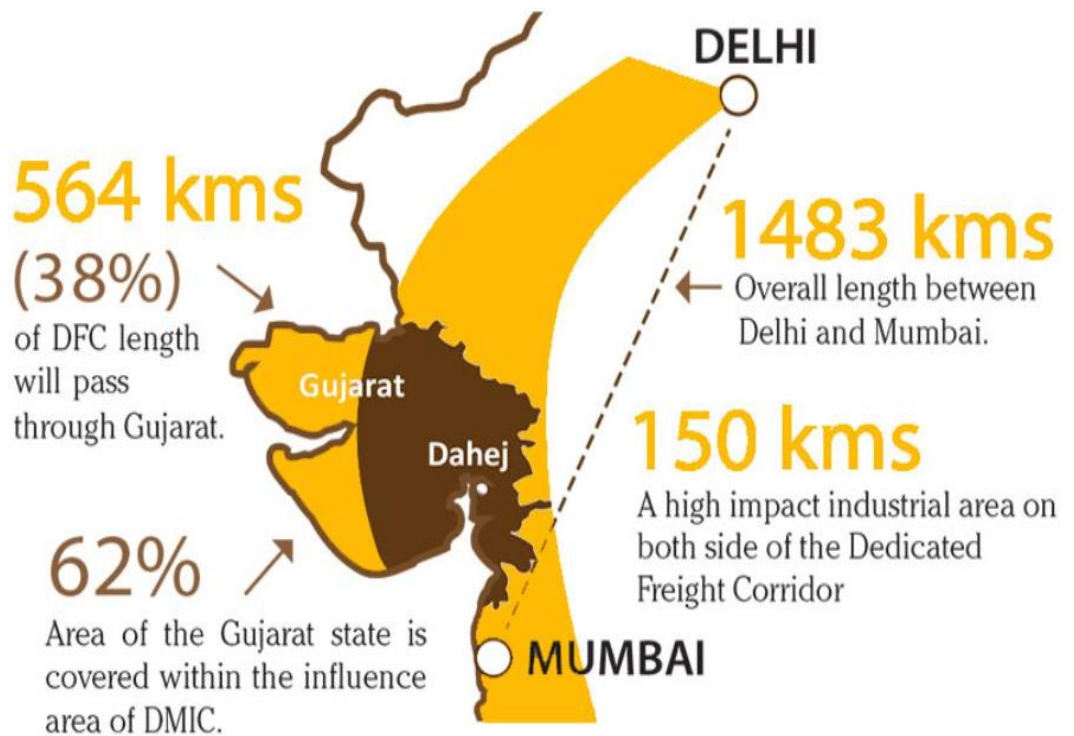 DELHI
564 kms
(38%)
of DFC length
will pass
through Gujarat.
1483 kms
Overall length between
Delhi and Mumbai.
Gujarat
Dahej
150 kms
A high impact industrial area on
both side of the Dedicated
Freight Corridor
62%
Area of the Gujarat state is
covered within the influence
area of DMIC.
MUMBAI